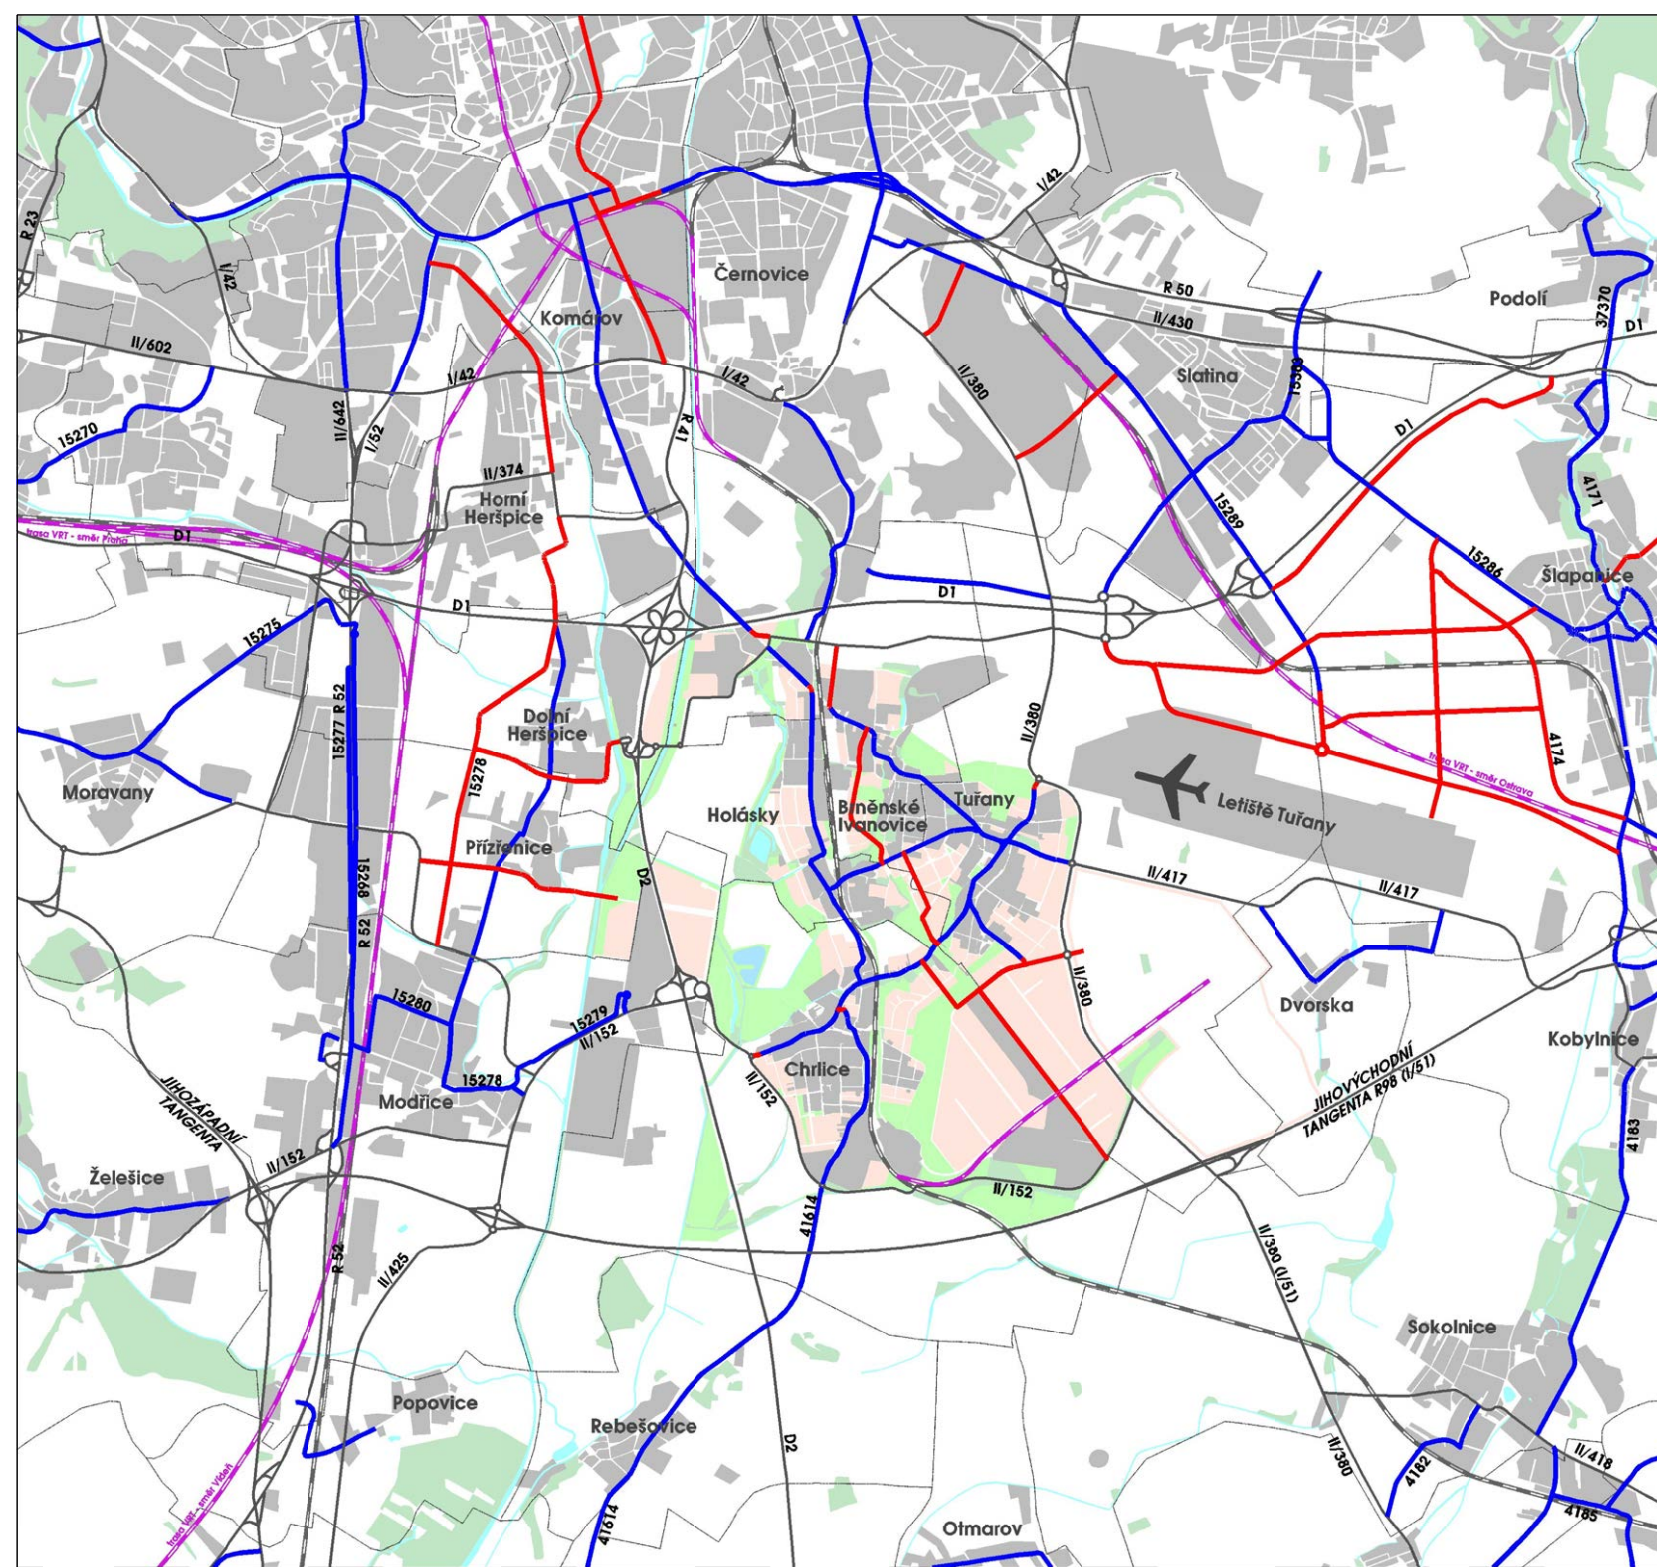 I/42
R 23
I/42
Černovice
R 50
Podolí
37370
II/430
D1
Komárov
II/602
I/42
I/42
II/380
Slatina
15383
II/642
I/52
R 41
D1
15270
II/374
Horní
Heršpice
4171
15289
trasa VRT - směr Praha
D1
15286
Šlapanice
D1
D1
15275
15277
R 52
Dolní
Heršpice
II/380
4174
trasa VRT - směr Ostrava
15278
Moravany
Holásky
Brněnské
Ivanovice
Tuřany
Letiště Tuřany
Přízřenice
15268
D2
II/417
II/417
R 52
II/380
15280
15279
II/152
Dvorska
Kobylnice
Chrlice
II/152
15278
Modřice
JIHOZÁPADNÍ
TANGENTA
JIHOVÝCHODNÍ
TANGENTA R98 (I/51)
4183
II/152
Želešice
II/152
41614
R 52
II/425
II/380 (I/51)
Sokolnice
Popovice
Rebešovice
D2
II/380
4182
II/418
trasa VRT - směr Vídeň
41614
4185
Otmarov